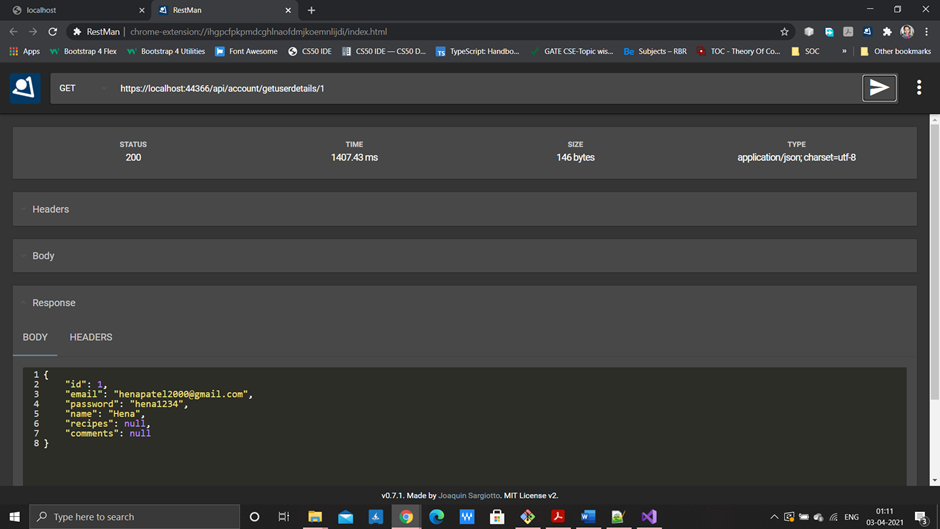 localhost
RestMan
RestMan | chrome-extension://ihgpcfpkpmdcghlnaofdmjkoemnlijdi/index.html
Apps Bootstrap 4 Flex Bootstrap 4 Utilities Font Awesome CS50 IDE CS50 IDE — CS50 D... TypeScript: Handbo... GATE CSE-Topic wis... Subjects – RBR TOC - Theory Of Co... SOC » Other bookmarks
GET https://localhost:44366/api/account/getuserdetails/1
STATUS TIME SIZE TYPE
200 1407.43 ms 146 bytes application/json; charset=utf-8
Headers
Body
Response
BODY HEADERS
1 {
2 "id": 1,
3 "email": "henapatel2000@gmail.com",
4 "password": "hena1234",
5 "name": "Hena",
6 "recipes": null,
7 "comments": null
8 }
v0.7.1. Made by Joaquin Sargiotto. MIT License v2.
Type here to search
ENG
01:11
03-04-2021
3